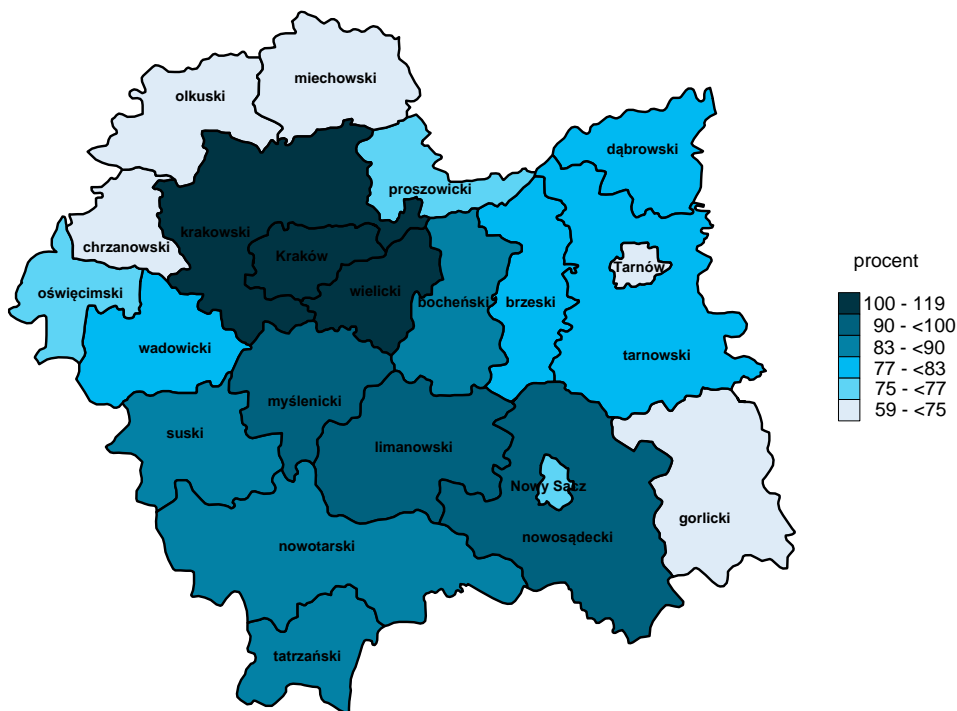 miechowski
olkuski
dąbrowski
proszowicki
krakowski
chrzanowski
Kraków
Tarnów
procent
oświęcimski
wielicki
bocheński
brzeski
100 - 119
90 - <100
wadowicki
tarnowski
83 - <90
77 - <83
75 - <77
59 - <75
myślenicki
suski
limanowski
Nowy Sącz
gorlicki
nowotarski
nowosądecki
tatrzański